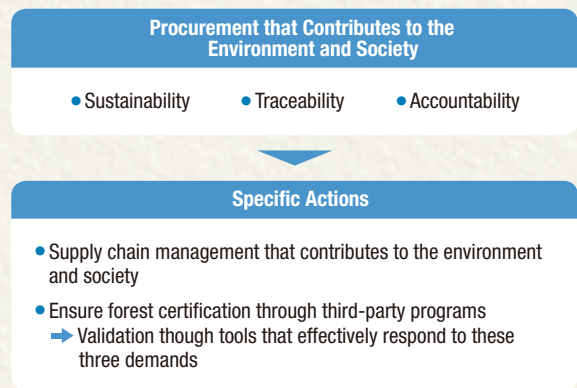 Procurement that Contributes to the
Environment and Society
● Sustainability ● Traceability ● Accountability
Specific Actions
● Supply chain management that contributes to the environment
and society
● Ensure forest certification through third-party programs
➡ Validation though tools that effectively respond to these
three demands